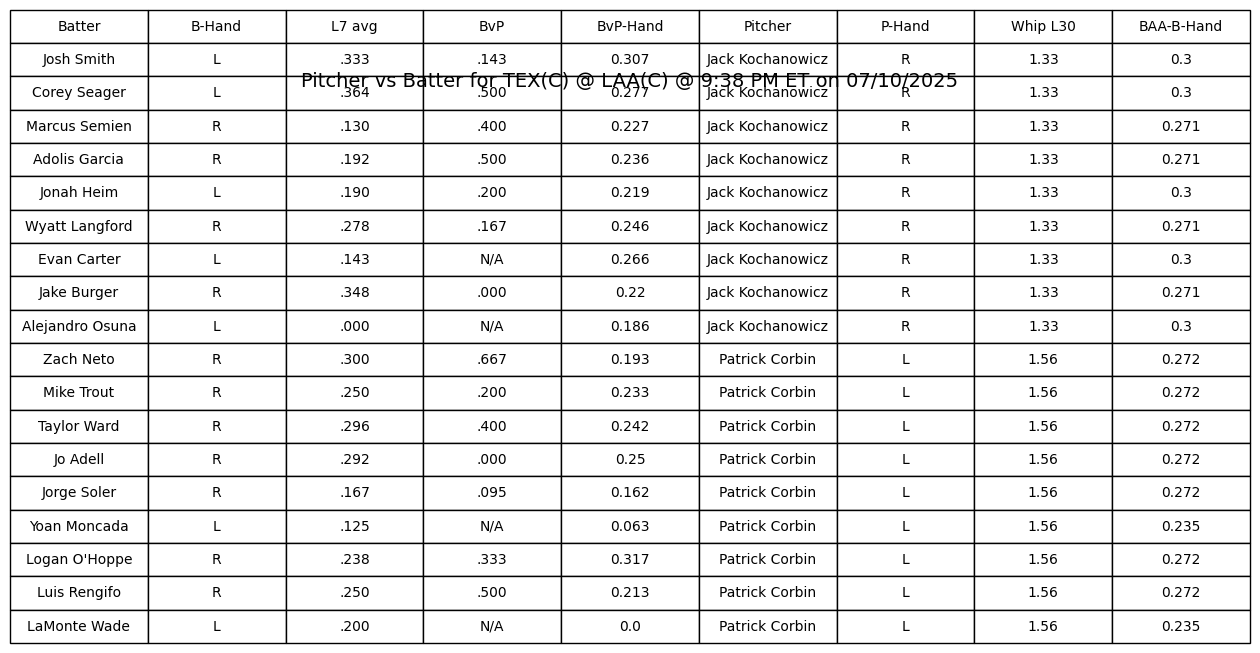 Batter B-Hand L7 avg BvP BvP-Hand Pitcher P-Hand Whip L30 BAA-B-Hand
Josh Smith L .333 .143 0.307 Jack Kochanowicz R 1.33 0.3
Pitcher vs Batter for TEX(C) @ LAA(C) @ 9:38 PM ET on 07/10/2025
Corey Seager L .364 .500 0.277 Jack Kochanowicz R 1.33 0.3
Marcus Semien R .130 .400 0.227 Jack Kochanowicz R 1.33 0.271
Adolis Garcia R .192 .500 0.236 Jack Kochanowicz R 1.33 0.271
Jonah Heim L .190 .200 0.219 Jack Kochanowicz R 1.33 0.3
Wyatt Langford R .278 .167 0.246 Jack Kochanowicz R 1.33 0.271
Evan Carter L .143 N/A 0.266 Jack Kochanowicz R 1.33 0.3
Jake Burger R .348 .000 0.22 Jack Kochanowicz R 1.33 0.271
Alejandro Osuna L .000 N/A 0.186 Jack Kochanowicz R 1.33 0.3
Zach Neto R .300 .667 0.193 Patrick Corbin L 1.56 0.272
Mike Trout R .250 .200 0.233 Patrick Corbin L 1.56 0.272
Taylor Ward R .296 .400 0.242 Patrick Corbin L 1.56 0.272
Jo Adell R .292 .000 0.25 Patrick Corbin L 1.56 0.272
Jorge Soler R .167 .095 0.162 Patrick Corbin L 1.56 0.272
Yoan Moncada L .125 N/A 0.063 Patrick Corbin L 1.56 0.235
Logan O'Hoppe R .238 .333 0.317 Patrick Corbin L 1.56 0.272
Luis Rengifo R .250 .500 0.213 Patrick Corbin L 1.56 0.272
LaMonte Wade L .200 N/A 0.0 Patrick Corbin L 1.56 0.235